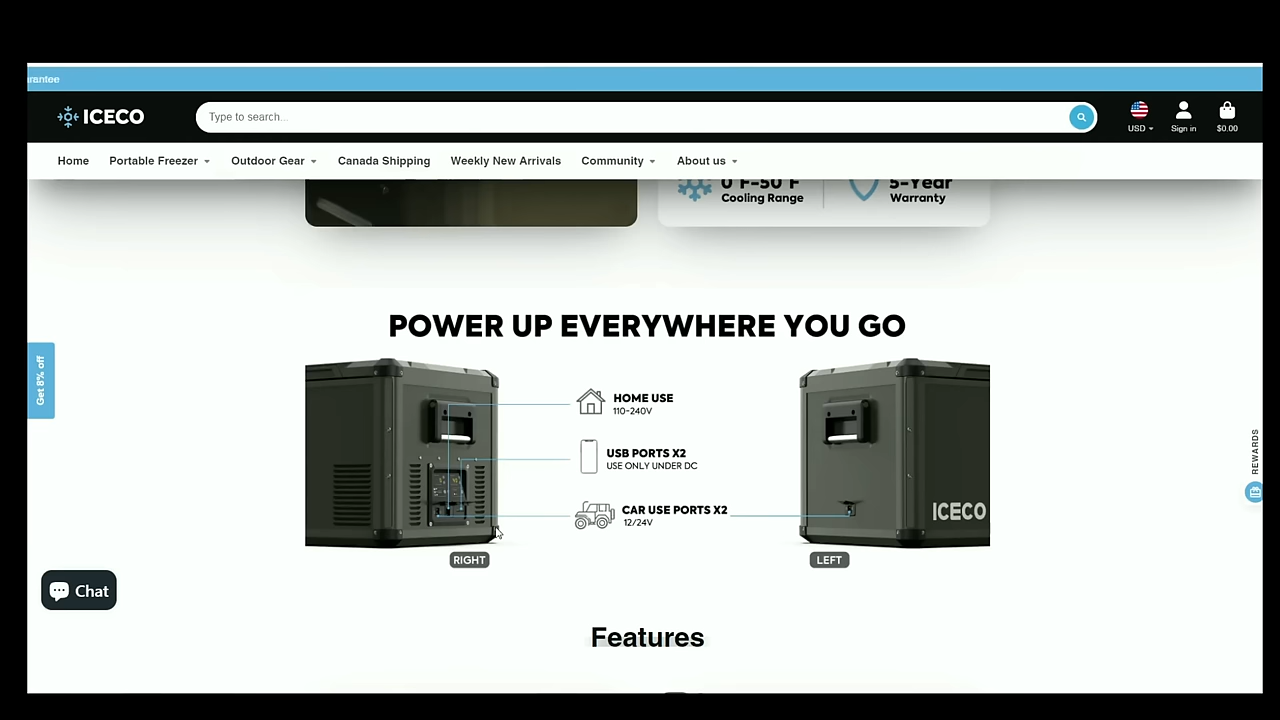 rantee
ICECO
Type to search...
USD
Sign in
$0.00
Home
Portable Freezer
Outdoor Gear
Canada Shipping
Weekly New Arrivals
Community
About us
0°F-50°F
Cooling Range
5-Year
Warranty
Get 8% off
POWER UP EVERYWHERE YOU GO
HOME USE
110-240V
USB PORTS X2
USE ONLY UNDER DC
CAR USE PORTS X2
12/24V
ICECO
RIGHT
LEFT
REWARDS
Chat
Features